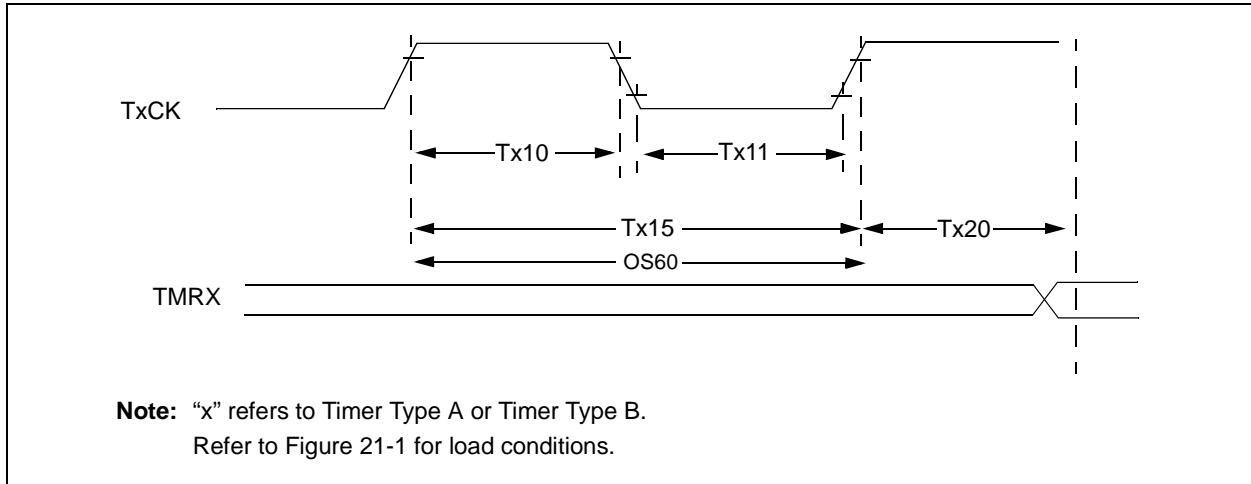 TxCK
Tx10
Tx11
Tx15
Tx20
OS60
TMRX
Note: “x” refers to Timer Type A or Timer Type B.
Refer to Figure 21-1 for load conditions.